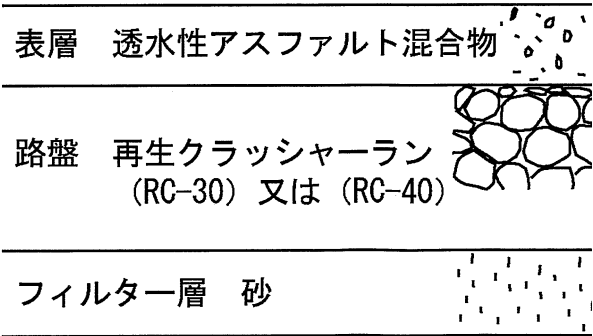 表層　透水性アスファルト混合物
路盤　再生クラッシャーラン
（RC-30）又は（RC-40）
フィルター層　砂